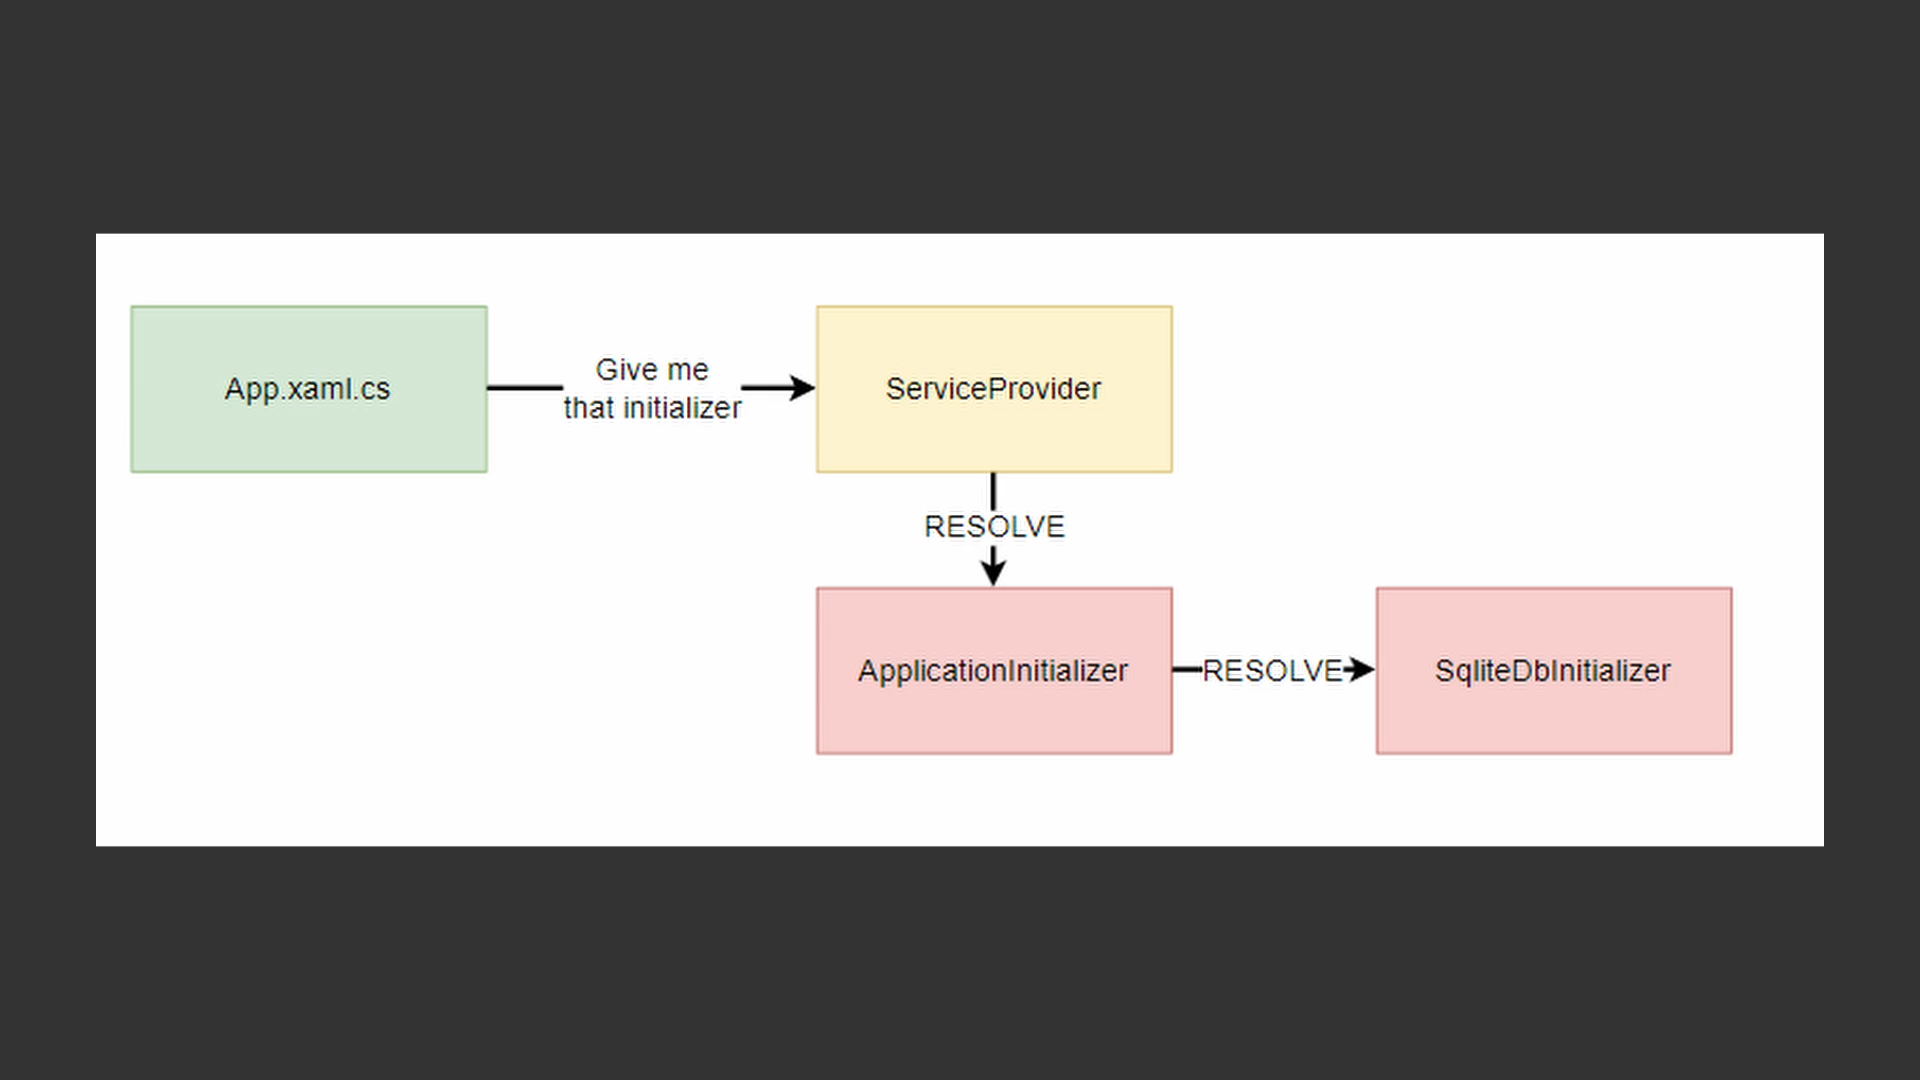 App.xaml.cs
Give me
that initializer
ServiceProvider
RESOLVE
ApplicationInitializer
RESOLVE
SqliteDbInitializer